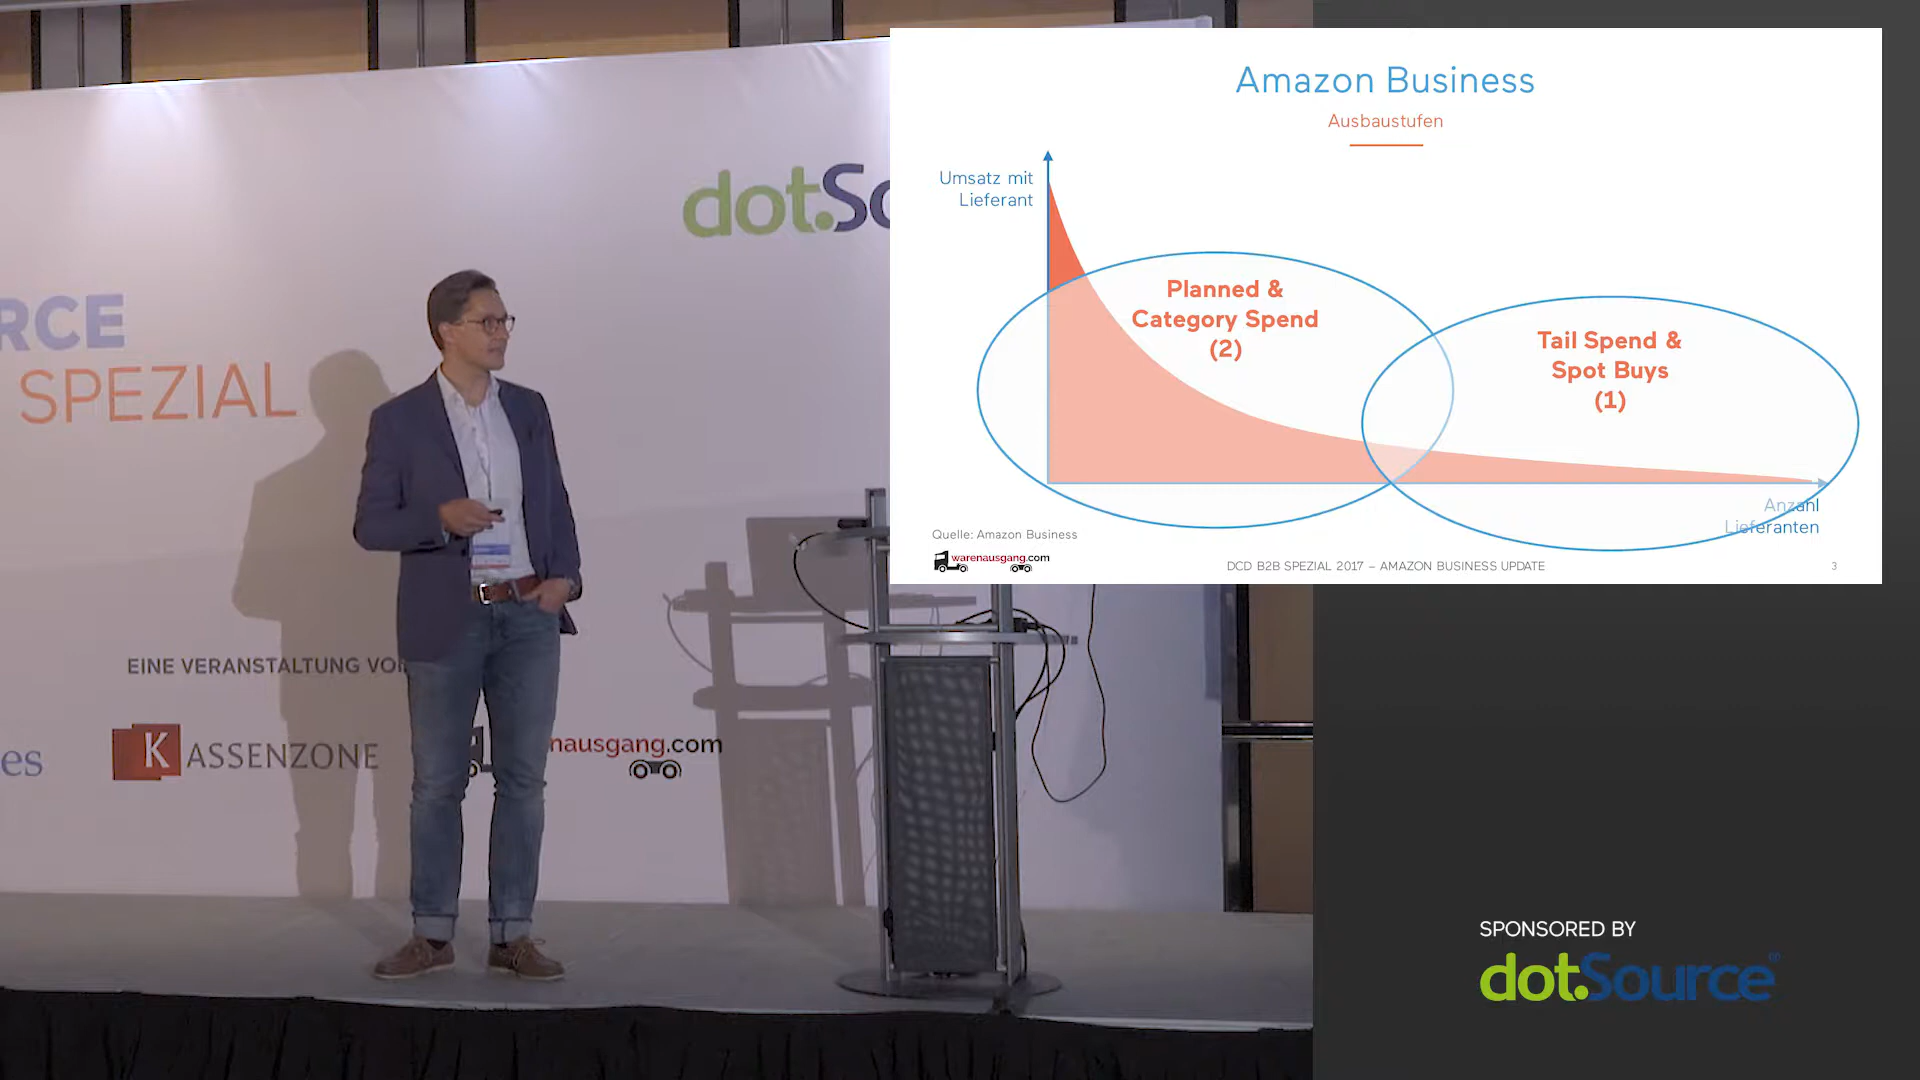 Amazon Business
Ausbaustufen
Umsatz mit
Lieferant
Planned &
Category Spend
(2)
Tail Spend &
Spot Buys
(1)
Anzahl
Lieferanten
Quelle: Amazon Business
warenausgang.com
DCD B2B SPEZIAL 2017 – AMAZON BUSINESS UPDATE
3
dot.So
RCE
SPEZIAL
EINE VERANSTALTUNG VO
es
KASSENZONE
nausgang.com
SPONSORED BY
dot.Source